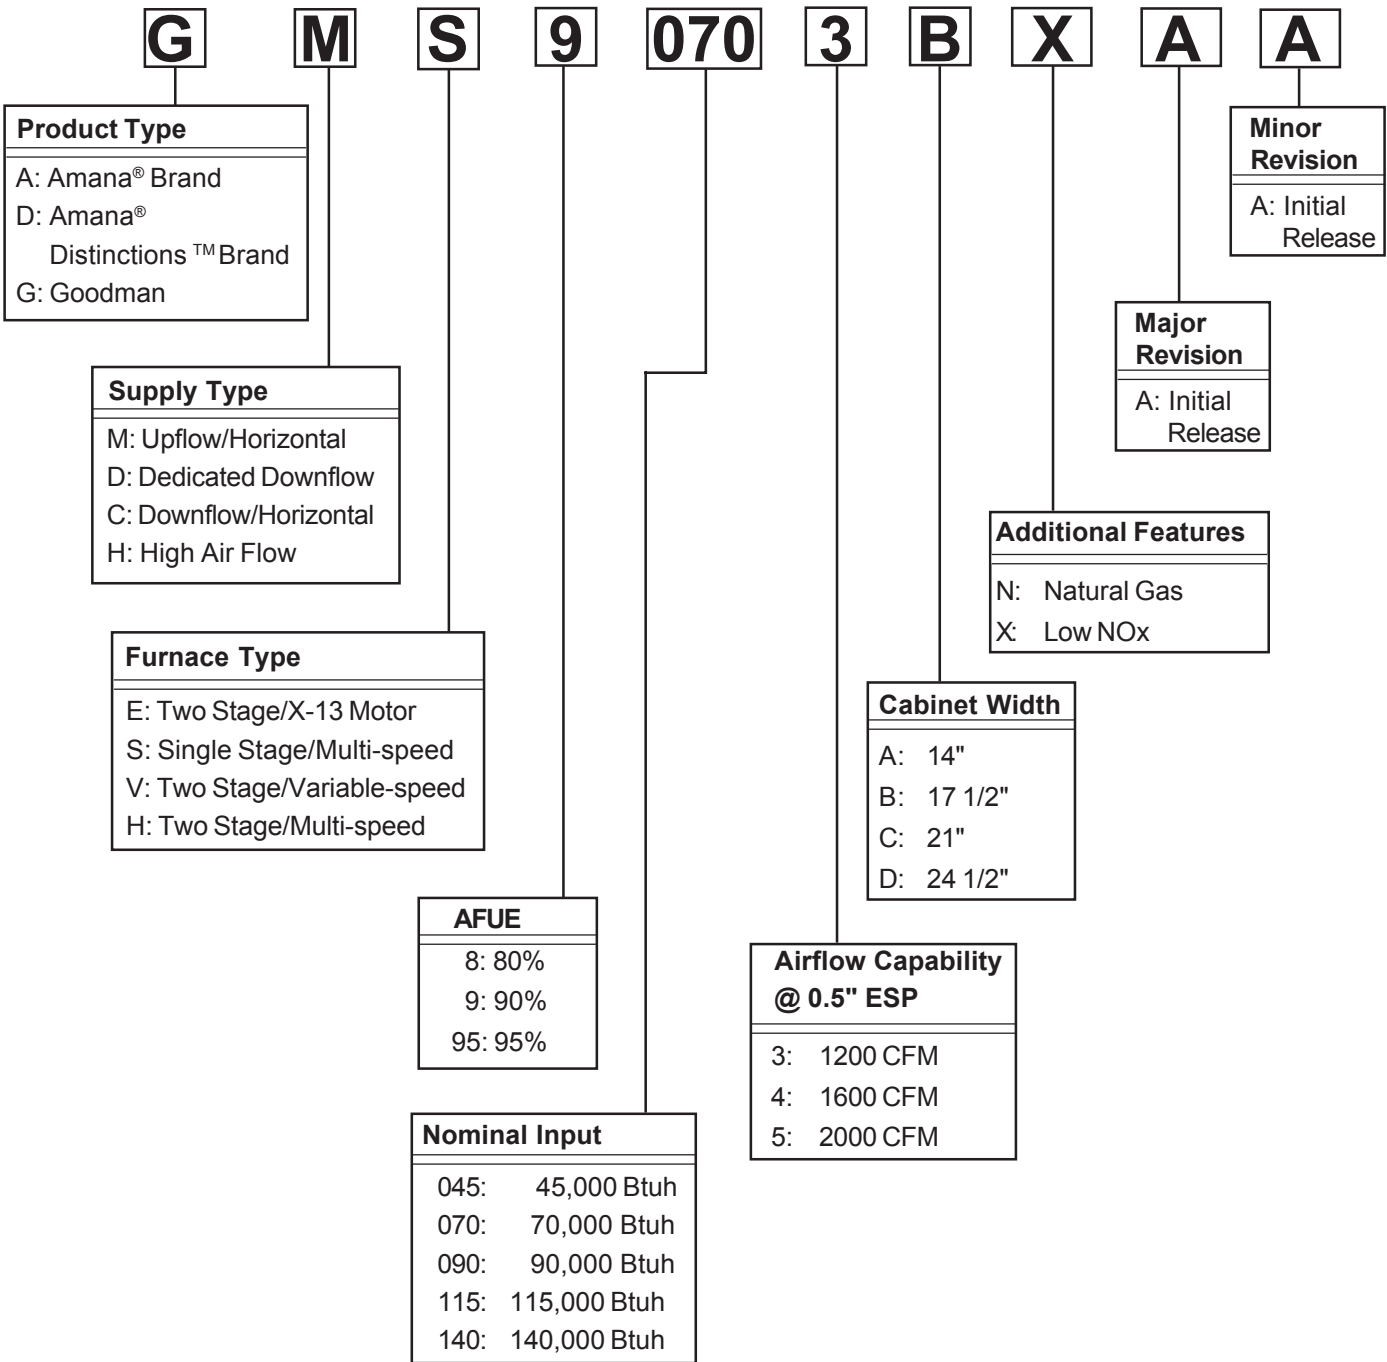 G M S 9 070 3 B X A A
Product Type
A: Amana® Brand
D: Amana®
Distinctions ™ Brand
G: Goodman
Minor
Revision
A: Initial
Release
Major
Revision
A: Initial
Release
Supply Type
M: Upflow/Horizontal
D: Dedicated Downflow
C: Downflow/Horizontal
H: High Air Flow
Additional Features
N: Natural Gas
X: Low NOx
Furnace Type
E: Two Stage/X-13 Motor
S: Single Stage/Multi-speed
V: Two Stage/Variable-speed
H: Two Stage/Multi-speed
Cabinet Width
A: 14"
B: 17 1/2"
C: 21"
D: 24 1/2"
AFUE
8: 80%
9: 90%
95: 95%
Airflow Capability
@ 0.5" ESP
3: 1200 CFM
4: 1600 CFM
5: 2000 CFM
Nominal Input
045: 45,000 Btuh
070: 70,000 Btuh
090: 90,000 Btuh
115: 115,000 Btuh
140: 140,000 Btuh